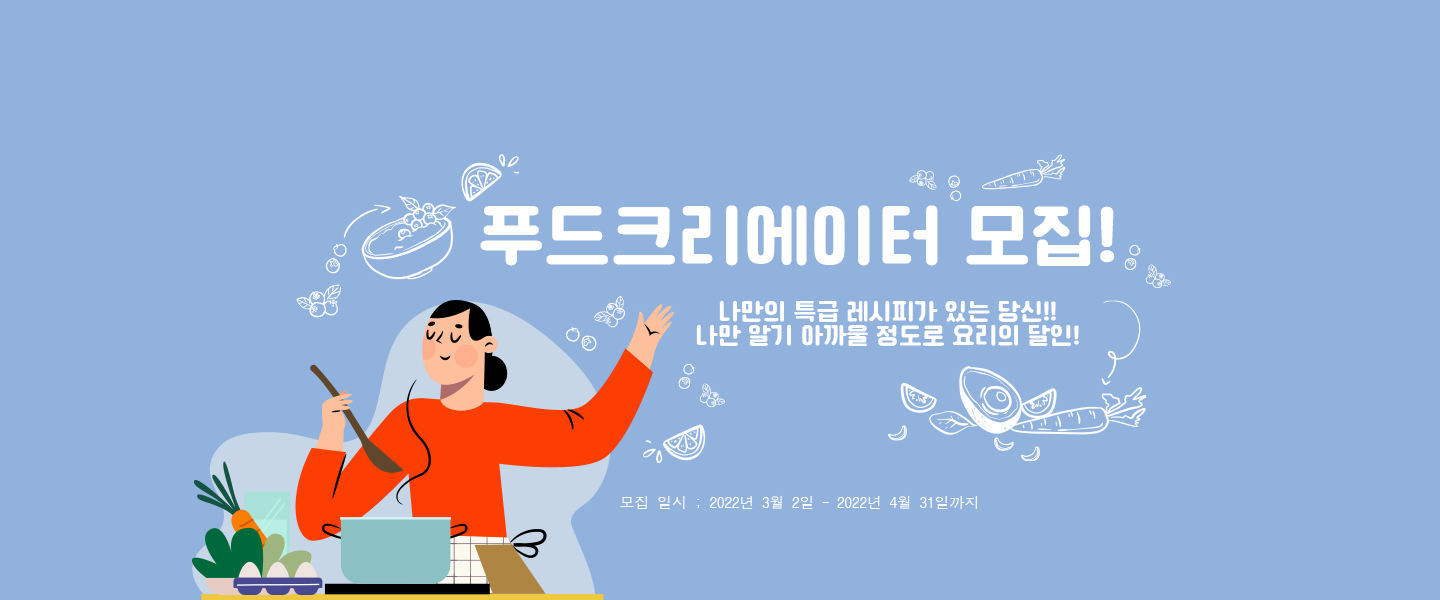 푸드크리에이터 모집!
나만의 특급 레시피가 있는 당신!!
나만 알기 아까울 정도로 요리의 달인!
모집 일시 ; 2022년 3월 2일 - 2022년 4월 31일까지